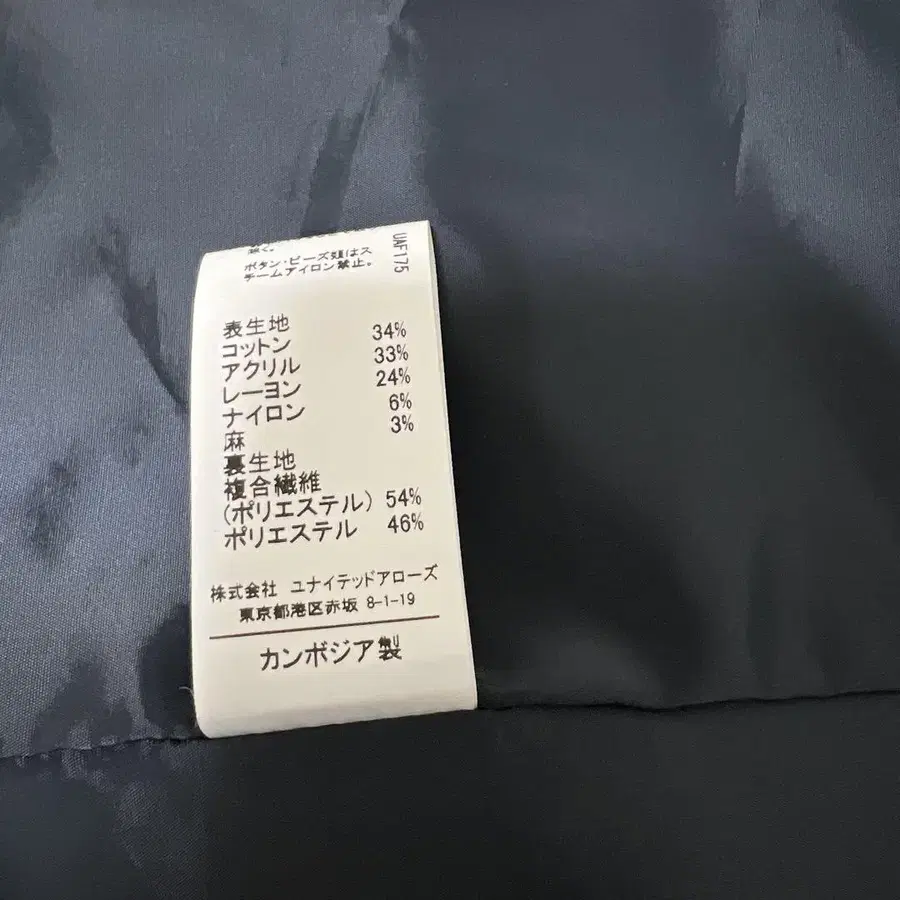 除く。
ボタン・ビーズ類はス
チームアイロン禁止。
UAF175
表生地
コットン 34%
アクリル 33%
レーヨン 24%
ナイロン 6%
麻 3%
裏生地
複合繊維
(ポリエステル) 54%
ポリエステル 46%
株式会社 ユナイテッドアローズ
東京都港区赤坂 8-1-19
カンボジア製